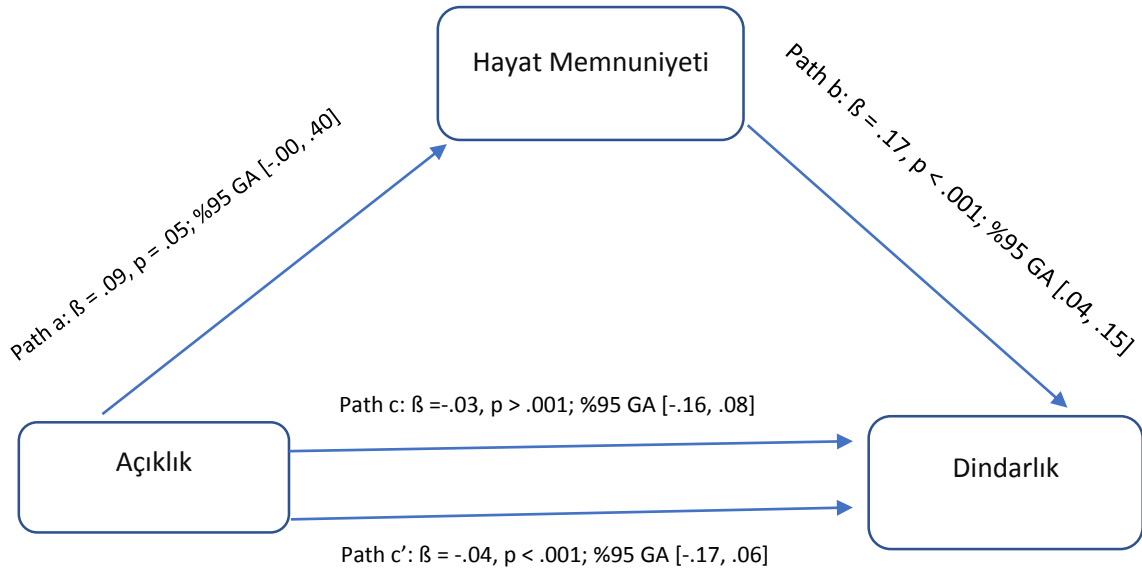 Hayat Memnuniyeti
Path a: ß = .09, p = .05; %95 GA [-.00, .40]
Path b: ß = .17, p < .001; %95 GA [.04, .15]
Path c: ß =-.03, p > .001; %95 GA [-.16, .08]
Açıklık
Dindarlık
Path c’: ß = -.04, p < .001; %95 GA [-.17, .06]